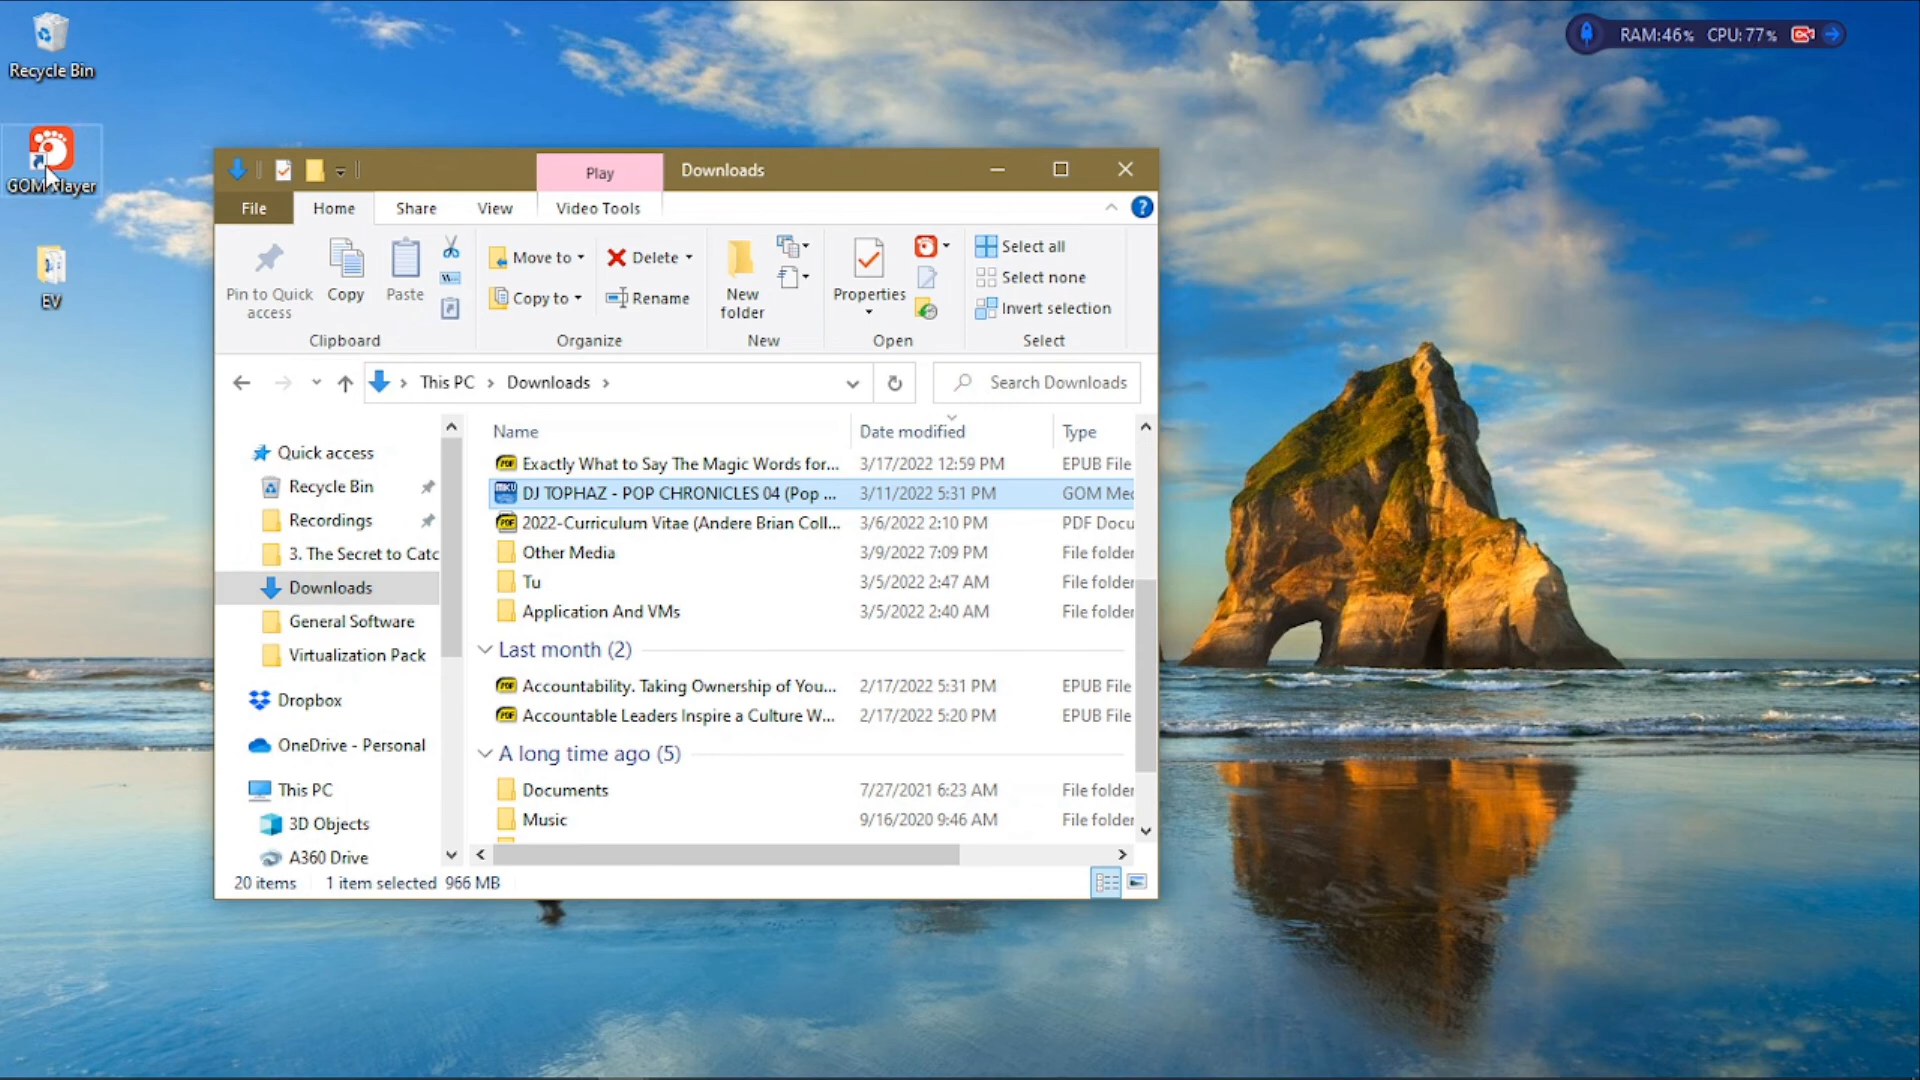 Recycle Bin
GOM Player
EV
RAM:46% CPU:77%
Play
Downloads
File
Home
Share
View
Video Tools
Pin to Quick access
Copy
Paste
Clipboard
Move to
Copy to
Delete
Rename
Organize
New folder
New
Properties
Open
Select all
Select none
Invert selection
Select
This PC
Downloads
Search Downloads
Quick access
Recycle Bin
Recordings
3. The Secret to Catc
Downloads
General Software
Virtualization Pack
Dropbox
OneDrive - Personal
This PC
3D Objects
A360 Drive
Name Date modified Type
Exactly What to Say The Magic Words for... 3/17/2022 12:59 PM EPUB File
DJ TOPHAZ - POP CHRONICLES 04 (Pop ... 3/11/2022 5:31 PM GOM Mec
2022-Curriculum Vitae (Andere Brian Coll... 3/6/2022 2:10 PM PDF Docu
Other Media 3/9/2022 7:09 PM File folder
Tu 3/5/2022 2:47 AM File folder
Application And VMs 3/5/2022 2:40 AM File folder
Last month (2)
Accountability. Taking Ownership of You... 2/17/2022 5:31 PM EPUB File
Accountable Leaders Inspire a Culture W... 2/17/2022 5:20 PM EPUB File
A long time ago (5)
Documents 7/27/2021 6:23 AM File folder
Music 9/16/2020 9:46 AM File folder
20 items 1 item selected 966 MB